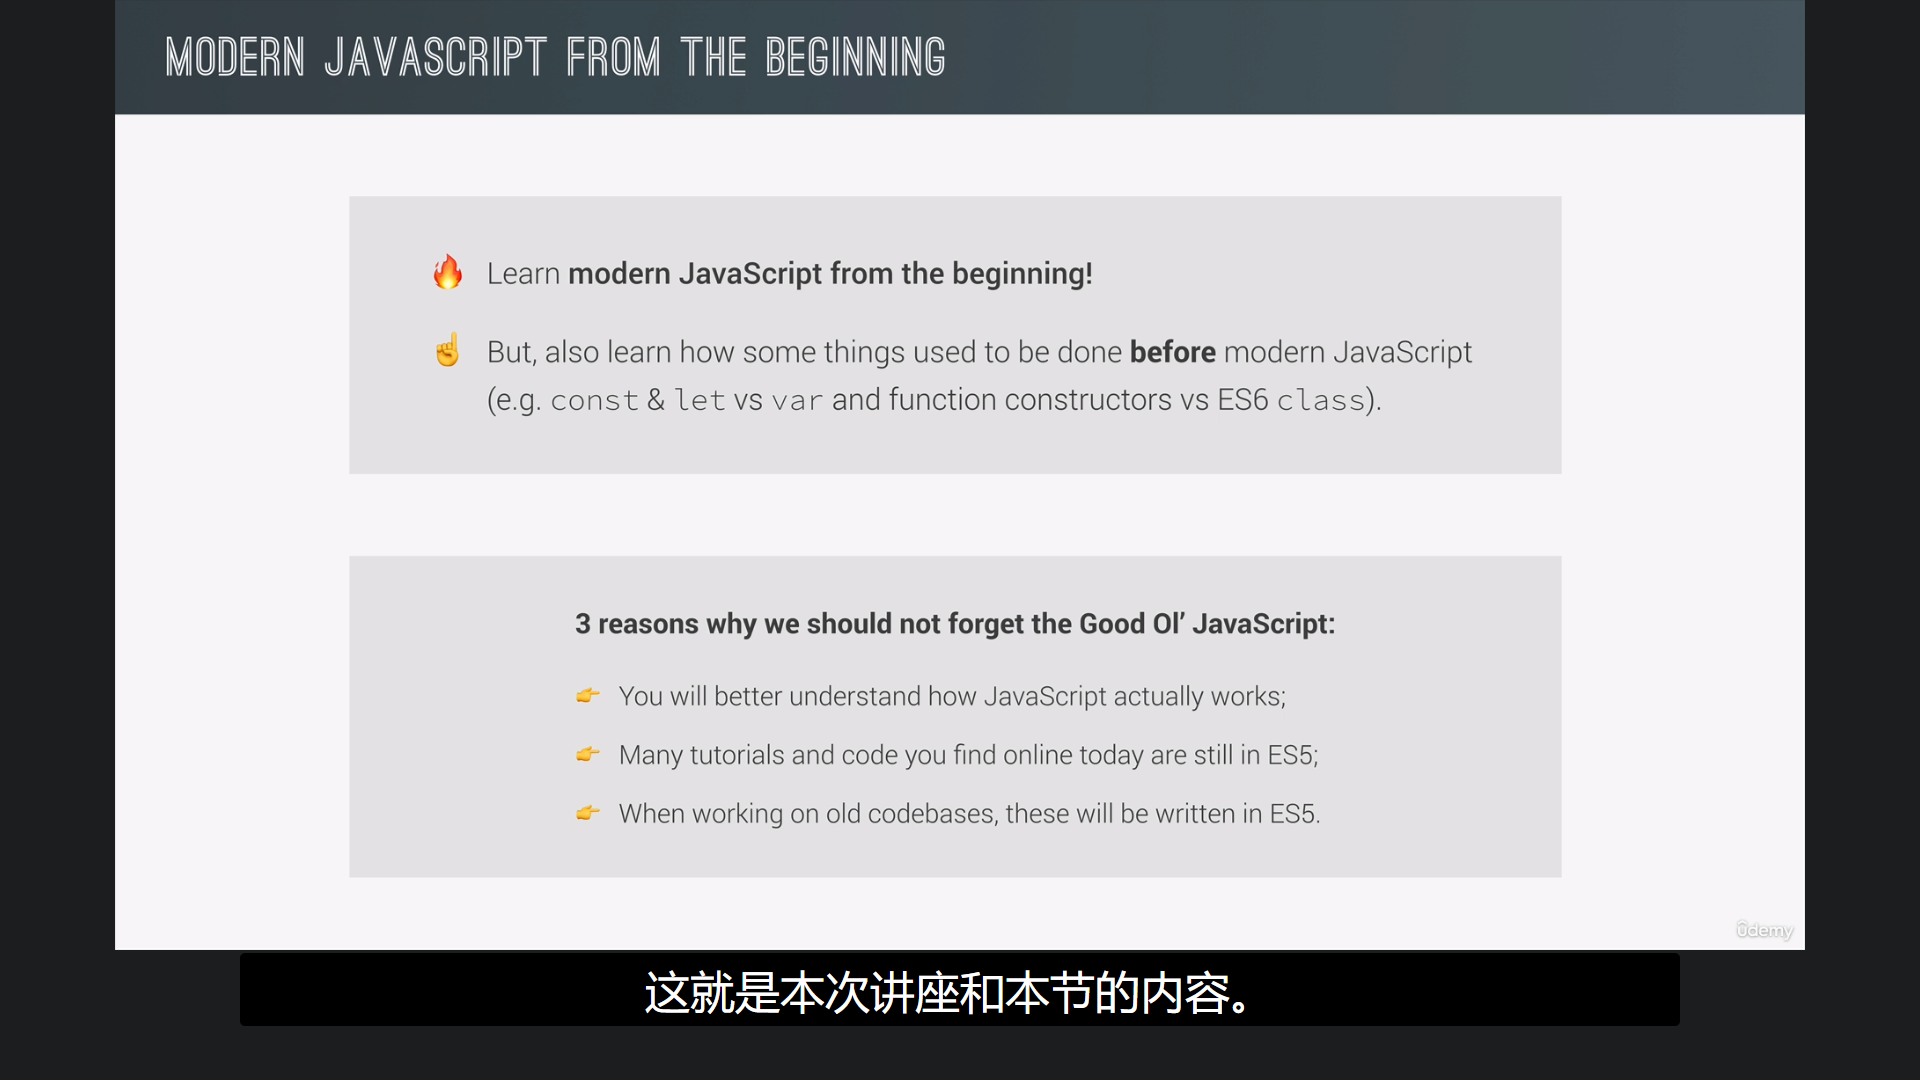 MODERN JAVASCRIPT FROM THE BEGINNING
🔥 Learn modern JavaScript from the beginning!
☝ But, also learn how some things used to be done before modern JavaScript
(e.g. const & let vs var and function constructors vs ES6 class).
3 reasons why we should not forget the Good Ol’ JavaScript:
👉 You will better understand how JavaScript actually works;
👉 Many tutorials and code you find online today are still in ES5;
👉 When working on old codebases, these will be written in ES5.
ûdemy
这就是本次讲座和本节的内容。